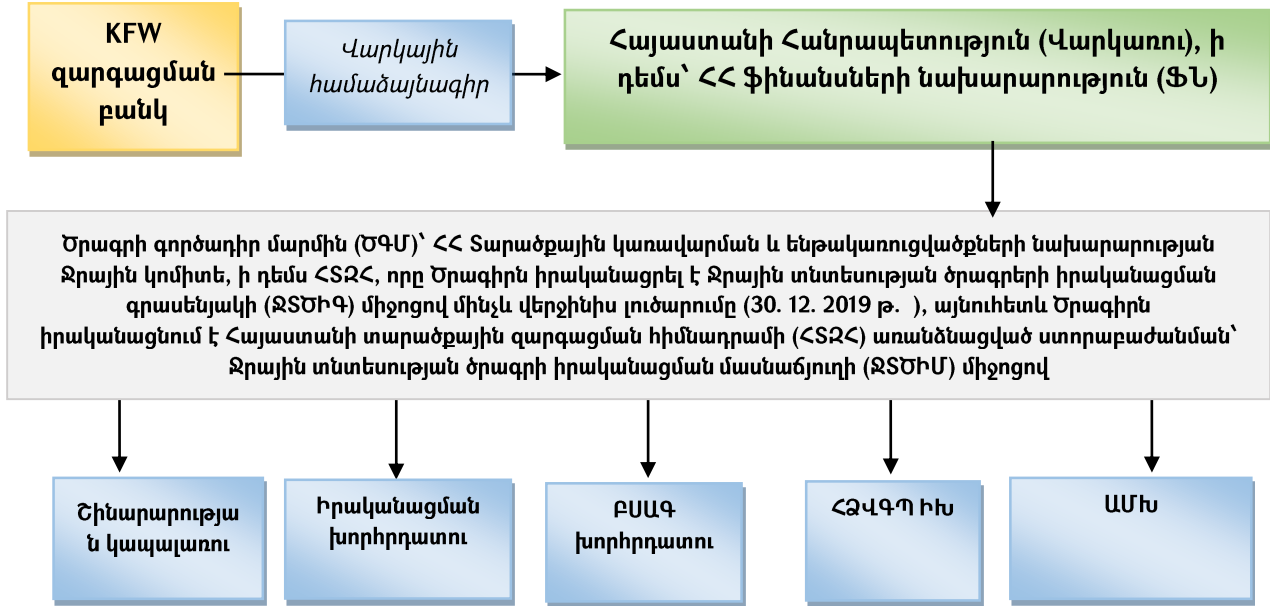 KFW
զարգացման
բանկ
Վարկային
համաձայնագիր
Հայաստանի Հանրապետություն (Վարկառու), ի
դեմս՝ ՀՀ ֆինանսների նախարարություն (ՖՆ)
Ծրագրի գործադիր մարմին (ԾԳՄ)՝ ՀՀ Տարածքային կառավարման և ենթակառուցվածքների նախարարության
Ջրային կոմիտե, ի դեմս ՀՏԶՀ, որը Ծրագիրն իրականացրել է Ջրային տնտեսության ծրագրերի իրականացման
գրասենյակի (ՋՏԾԻԳ) միջոցով մինչև վերջինիս լուծարումը (30. 12. 2019 թ. ), այնուհետև Ծրագիրն
իրականացնում է Հայաստանի տարածքային զարգացման հիմնադրամի (ՀՏԶՀ) առանձնացված ստորաբաժանման՝
Ջրային տնտեսության ծրագրի իրականացման մասնաճյուղի (ՋՏԾԻՄ) միջոցով
Շինարարությա
ն կապալառու
Իրականացման
խորհրդատու
ԲՍԱԳ
խորհրդատու
ՀՁՎԳՊ ԻԽ
ԱՄԽ